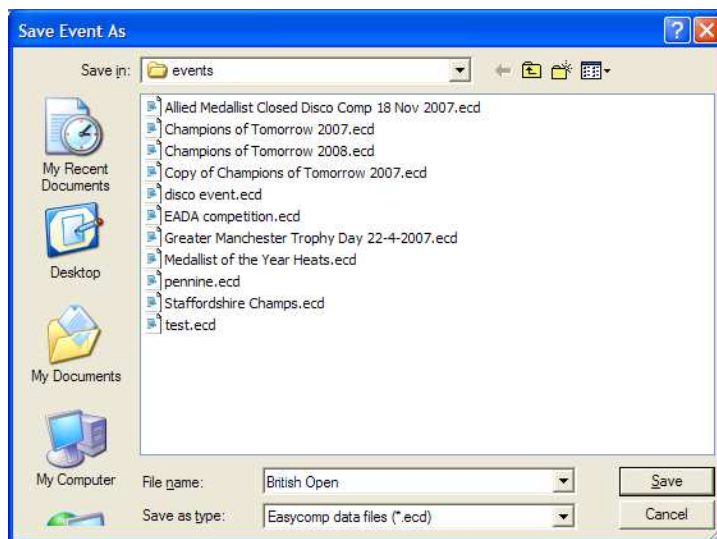 Save Event As
Save in:
events
My Recent
Documents
Desktop
My Documents
My Computer
Allied Medallist Closed Disco Comp 18 Nov 2007.ecd
Champions of Tomorrow 2007.ecd
Champions of Tomorrow 2008.ecd
Copy of Champions of Tomorrow 2007.ecd
disco event.ecd
EADA competition.ecd
Greater Manchester Trophy Day 22-4-2007.ecd
Medallist of the Year Heats.ecd
pennine.ecd
Staffordshire Champs.ecd
test.ecd
File name:
British Open
Save
Save as type:
Easycomp data files (*.ecd)
Cancel